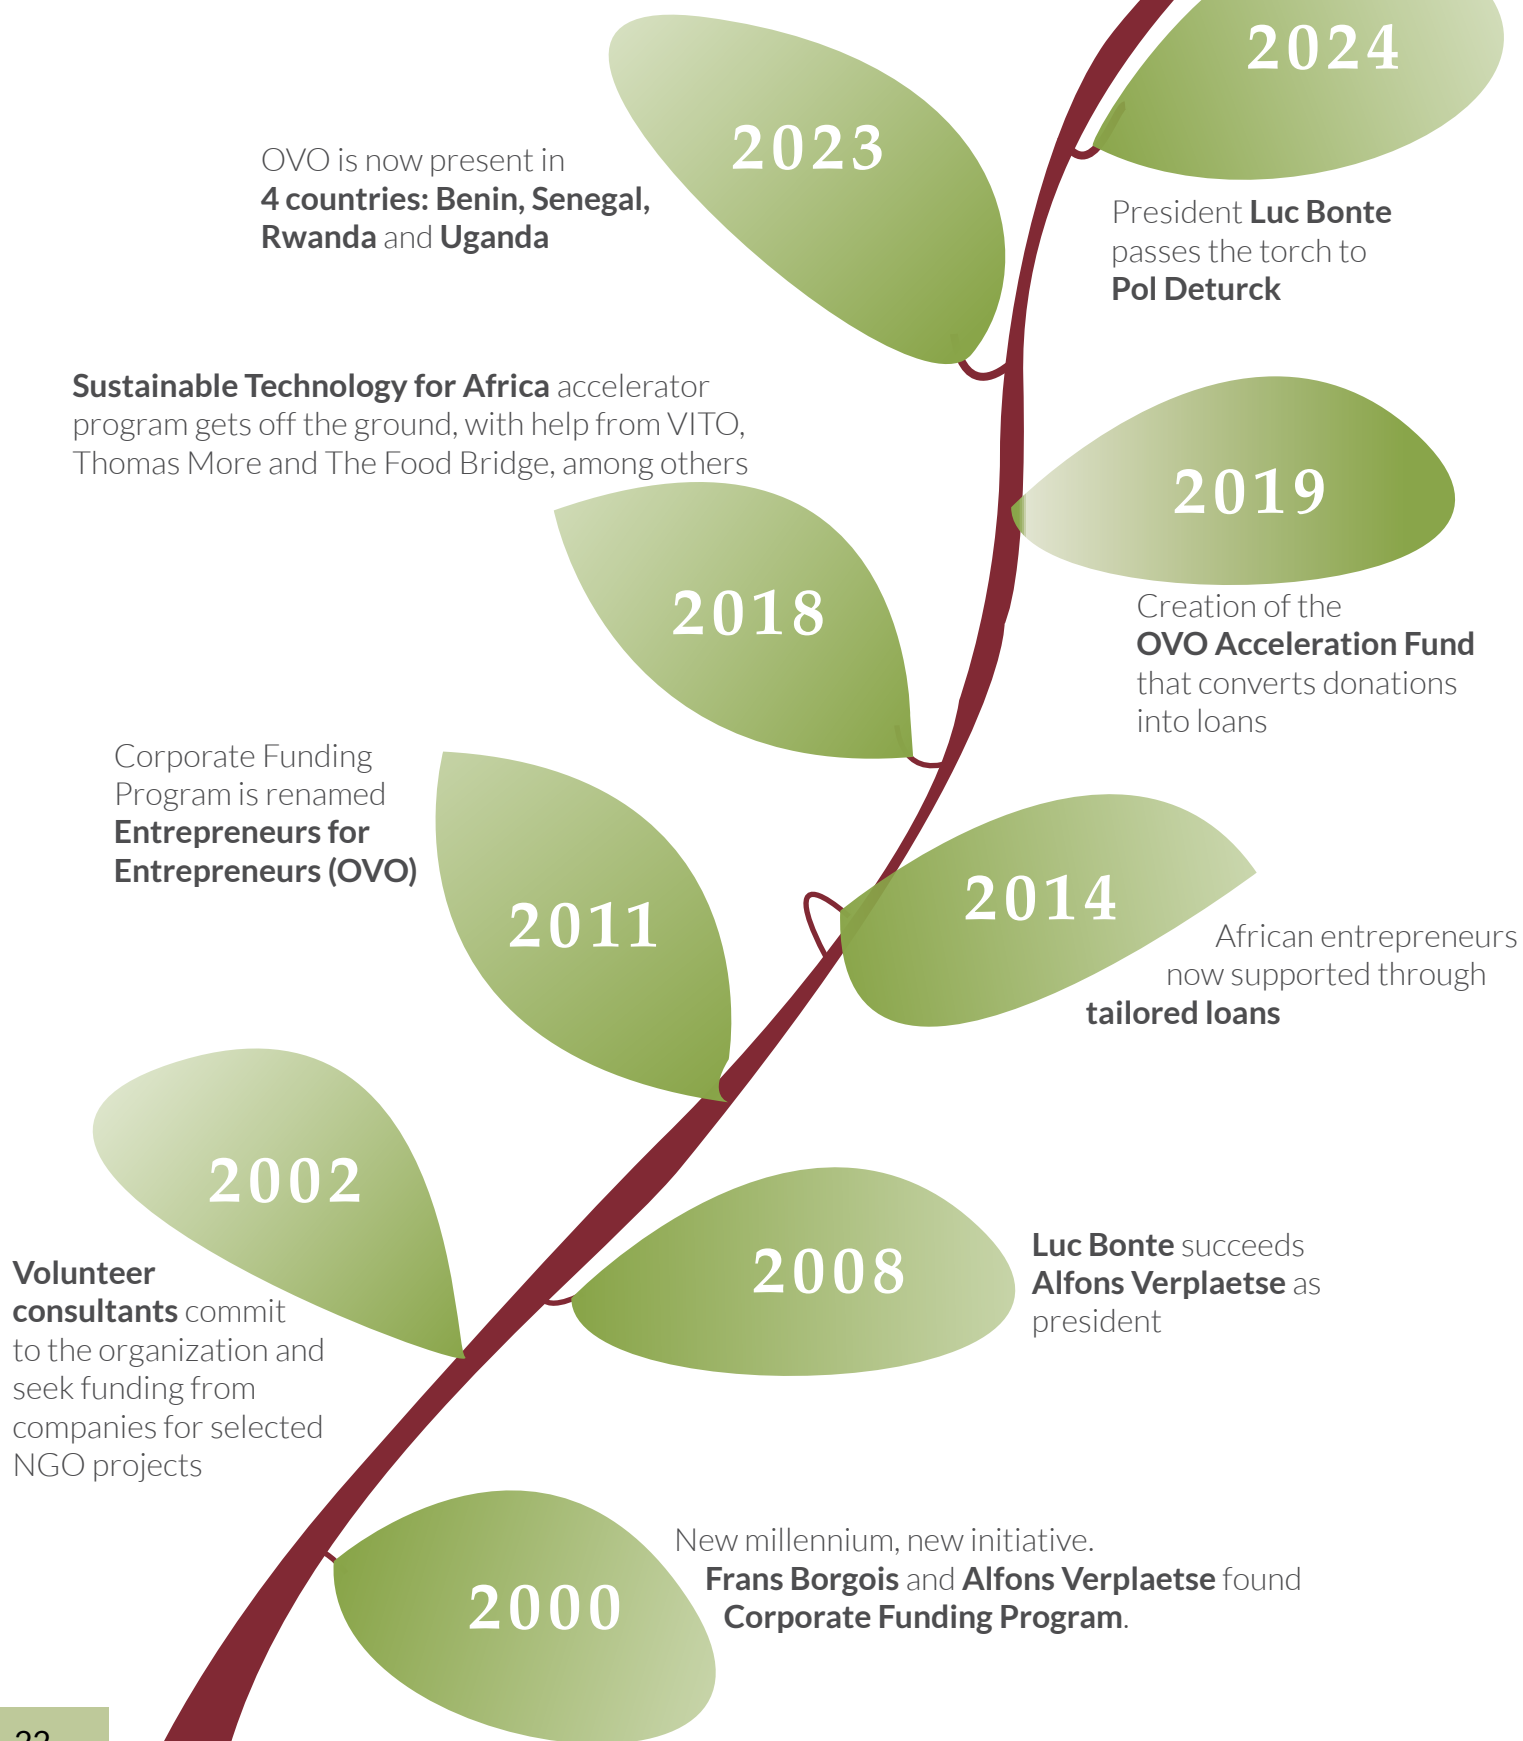 2024
President Luc Bonte
passes the torch to
Pol Deturck
2023
OVO is now present in
4 countries: Benin, Senegal,
Rwanda and Uganda
2019
Creation of the
OVO Acceleration Fund
that converts donations
into loans
Sustainable Technology for Africa accelerator
program gets off the ground, with help from VITO,
Thomas More and The Food Bridge, among others
2018
2014
African entrepreneurs
now supported through
tailored loans
Corporate Funding
Program is renamed
Entrepreneurs for
Entrepreneurs (OVO)
2011
2008
Luc Bonte succeeds
Alfons Verplaetse as
president
2002
Volunteer
consultants commit
to the organization and
seek funding from
companies for selected
NGO projects
2000
New millennium, new initiative.
Frans Borgois and Alfons Verplaetse found
Corporate Funding Program.